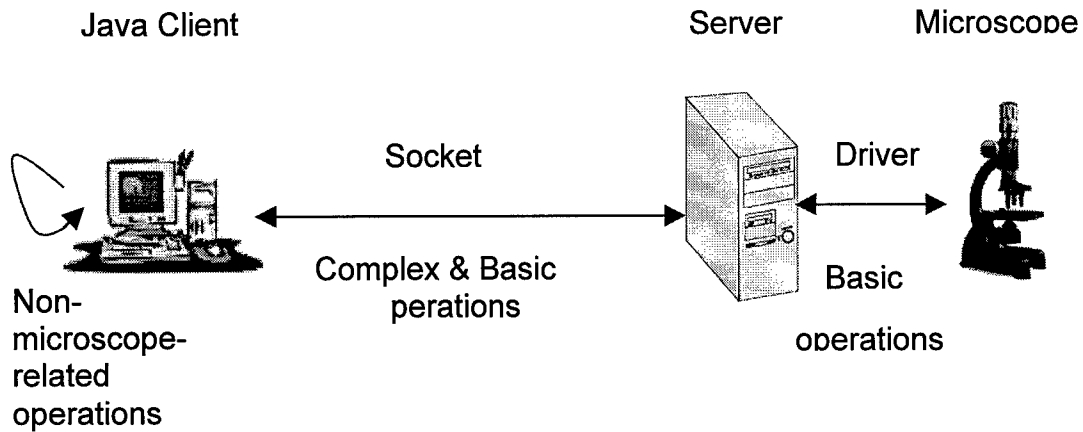 Java Client
Server
Microscope
Socket
Driver
Complex & Basic
perations
Basic
operations
Non-
microscope-
related
operations